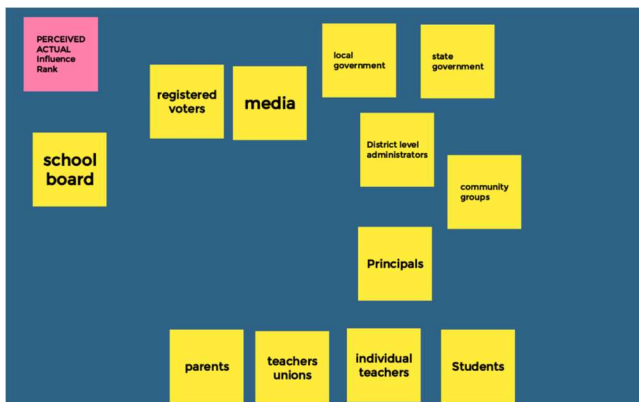 PERCEIVED
ACTUAL
Influence
Rank
local
government
state
government
registered
voters
media
District level
administrators
school
board
community
groups
Principals
parents
teachers
unions
individual
teachers
Students